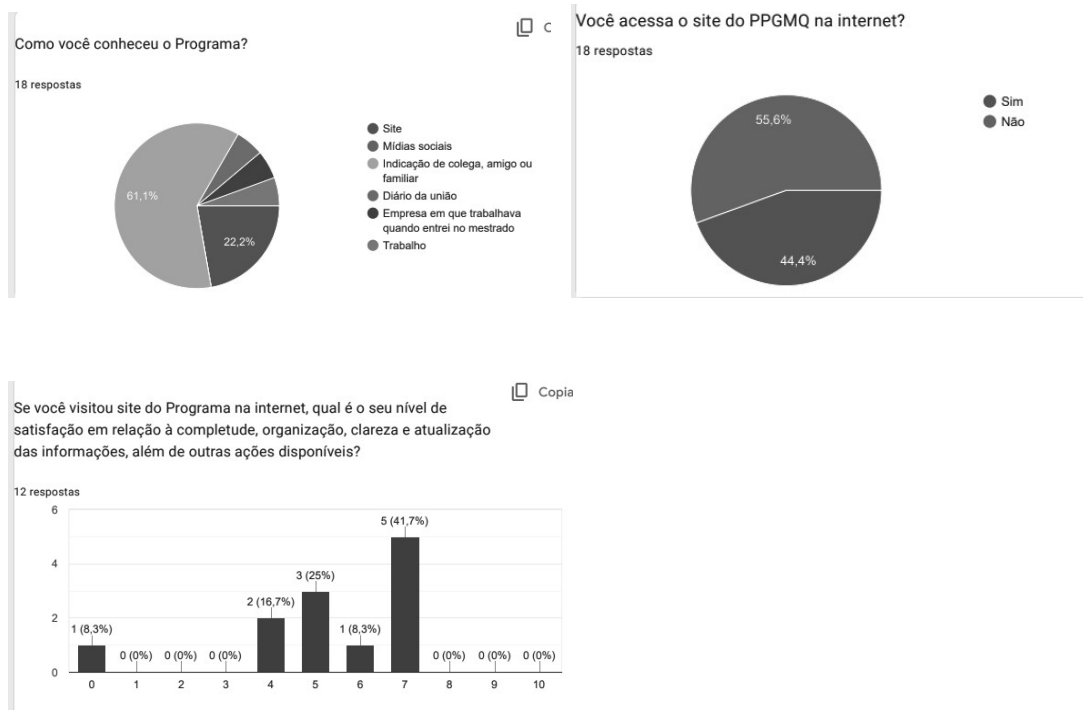 Como você conheceu o Programa?
C
18 respostas
61,1%
22,2%
Site
Mídias sociais
Indicação de colega, amigo ou
familiar
Diário da união
Empresa em que trabalhava
quando entrei no mestrado
Trabalho
Você acessa o site do PPGMQ na internet?
18 respostas
55,6%
44,4%
Sim
Não
Copia
Se você visitou site do Programa na internet, qual é o seu nível de
satisfação em relação à completude, organização, clareza e atualização
das informações, além de outras ações disponíveis?
12 respostas
6
4
2
0
1 (8,3%)
0 (0%)
0 (0%)
0 (0%)
2 (16,7%)
3 (25%)
1 (8,3%)
5 (41,7%)
0 (0%)
0 (0%)
0 (0%)
0 1 2 3 4 5 6 7 8 9 10